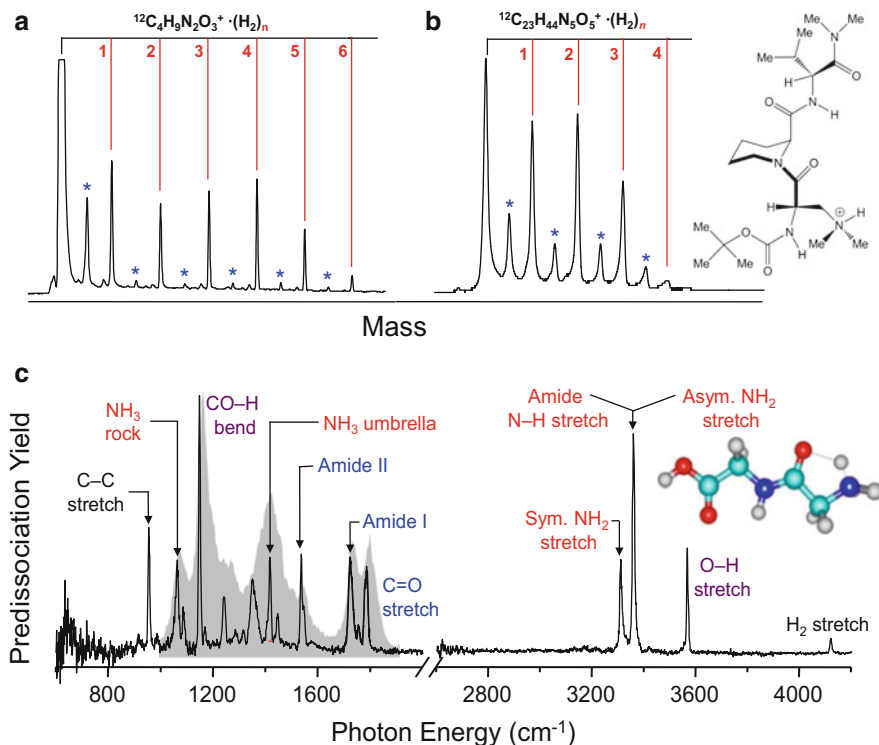 a
¹²C₄H₉N₂O₃⁺ ·(H₂)ₙ
1 2 3 4 5 6
* * * * * *
b
¹²C₂₃H₄₄N₅O₅⁺ ·(H₂)ₙ
1 2 3 4
* * * *
Me
Me N Me
Me
H O
N H
O
N O
H
O N H N H
Me O H Me Me
Me Me
⊕
Mass
c
Predissociation Yield
C–C
stretch
NH₃
rock
CO–H
bend
NH₃ umbrella
Amide II
Amide I
C=O
stretch
Amide
N–H stretch
Asym. NH₂
stretch
Sym. NH₂
stretch
O–H
stretch
H₂ stretch
800 1200 1600 2800 3200 3600 4000
Photon Energy (cm⁻¹)